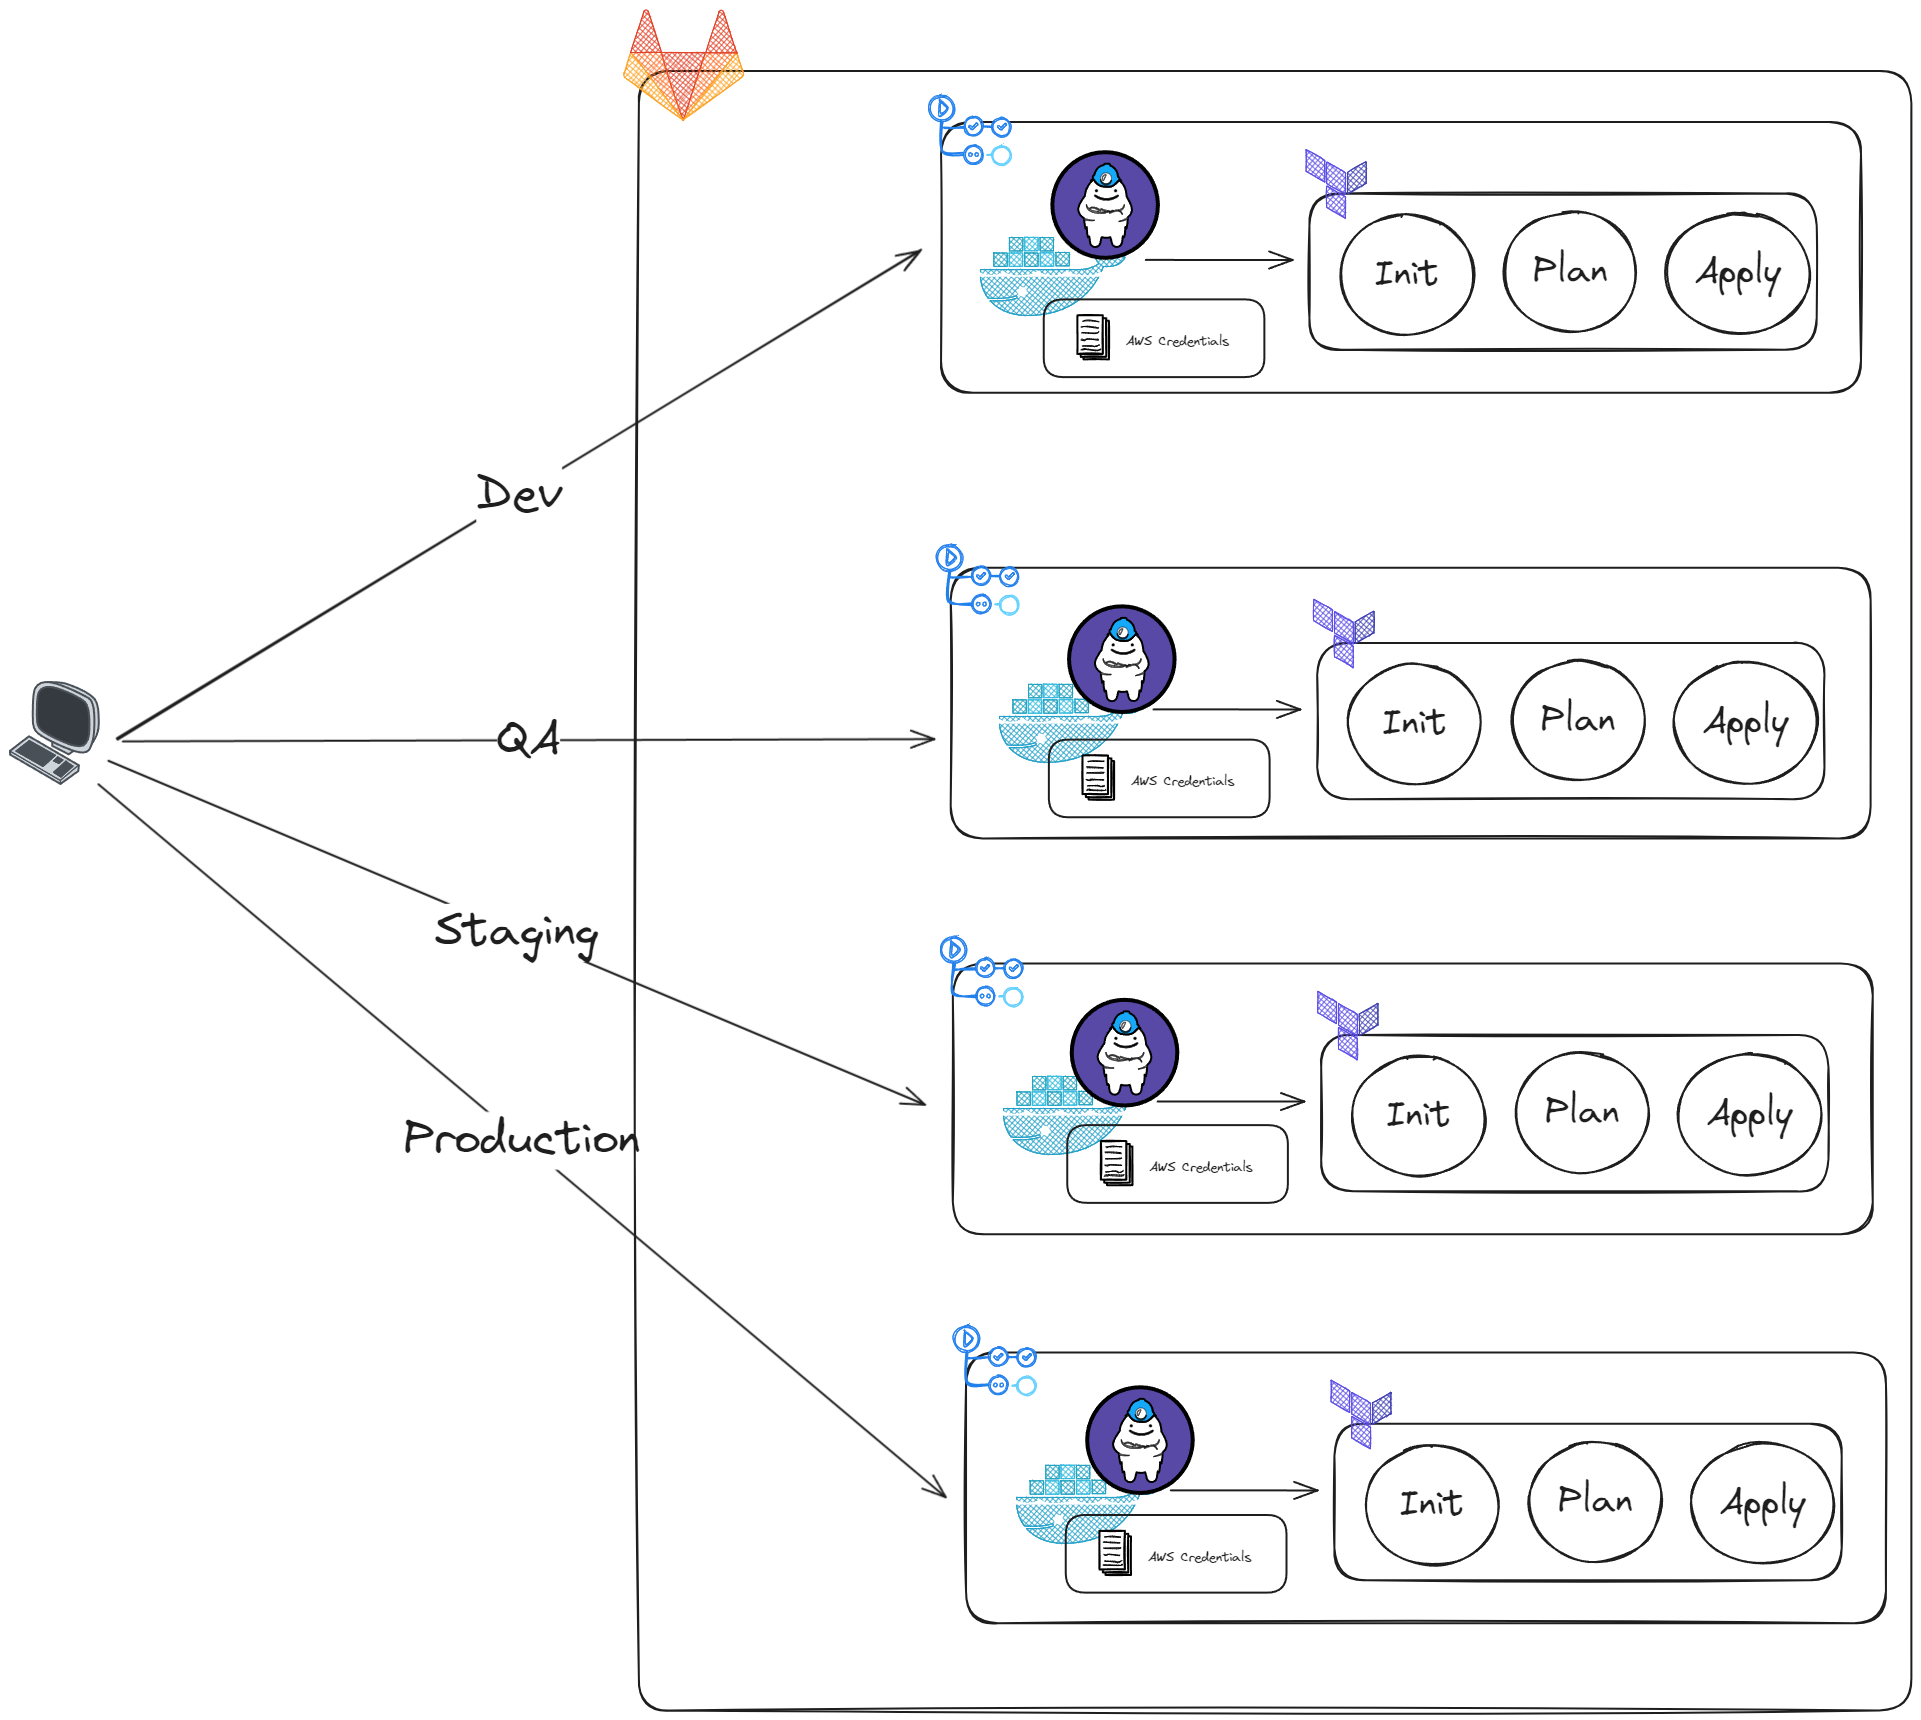 Init
Plan
Apply
AWS Credentials
Dev
Init
Plan
Apply
QA
AWS Credentials
Staging
Init
Plan
Apply
Production
AWS Credentials
Init
Plan
Apply
AWS Credentials